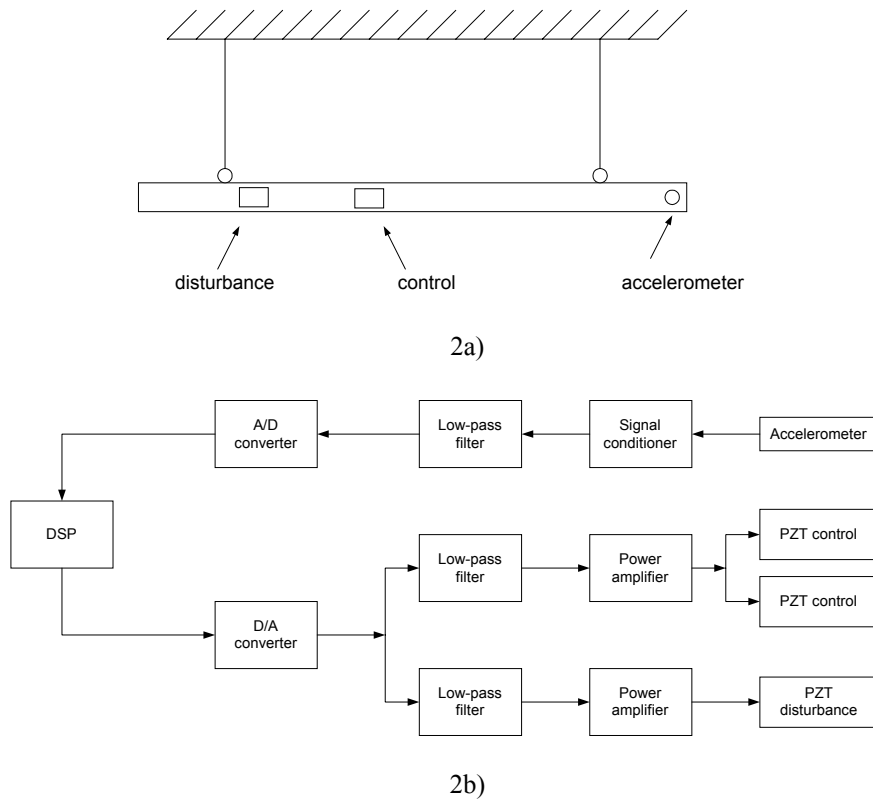 disturbance
control
accelerometer
2a)
A/D
converter
Low-pass
filter
Signal
conditioner
Accelerometer
DSP
Low-pass
filter
Power
amplifier
PZT control
PZT control
D/A
converter
Low-pass
filter
Power
amplifier
PZT
disturbance
2b)